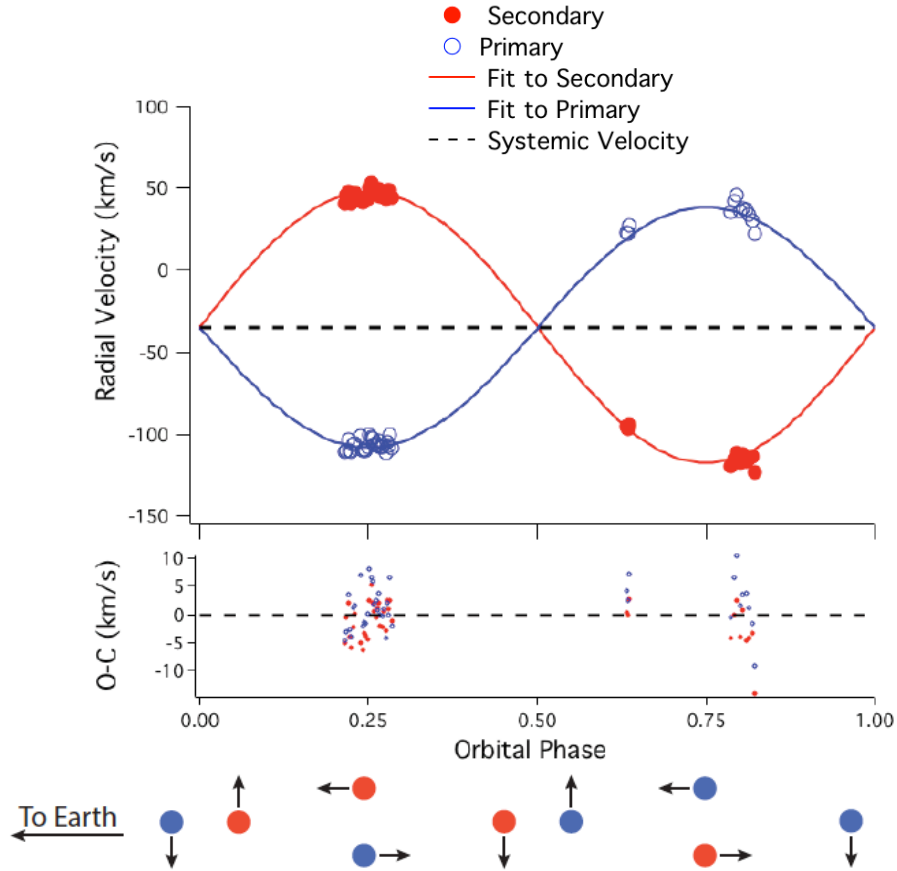 Secondary
Primary
Fit to Secondary
Fit to Primary
Systemic Velocity
100
50
0
-50
-100
-150
Radial Velocity (km/s)
10
5
0
-5
-10
O-C (km/s)
0.00 0.25 0.50 0.75 1.00
Orbital Phase
To Earth